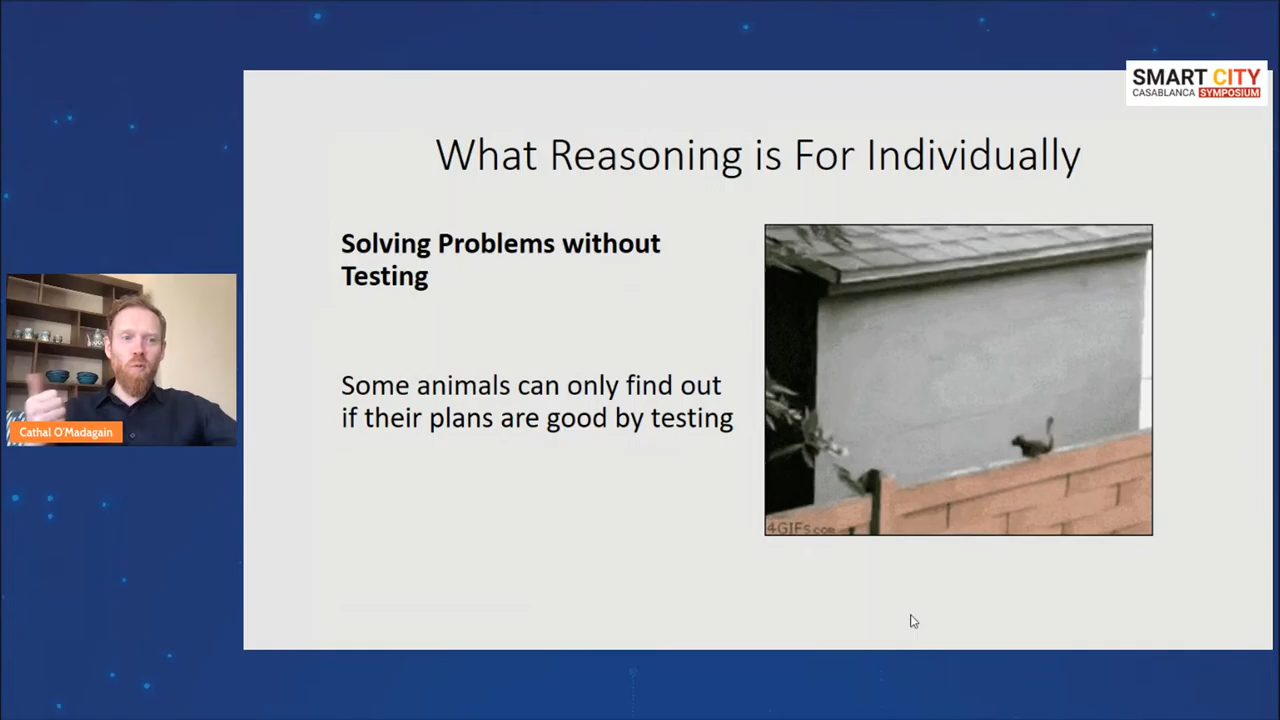 SMART CITY
CASABLANCA SYMPOSIUM
What Reasoning is For Individually
Solving Problems without
Testing
Some animals can only find out
if their plans are good by testing
4GIFs.com
Cathal O'Madagain